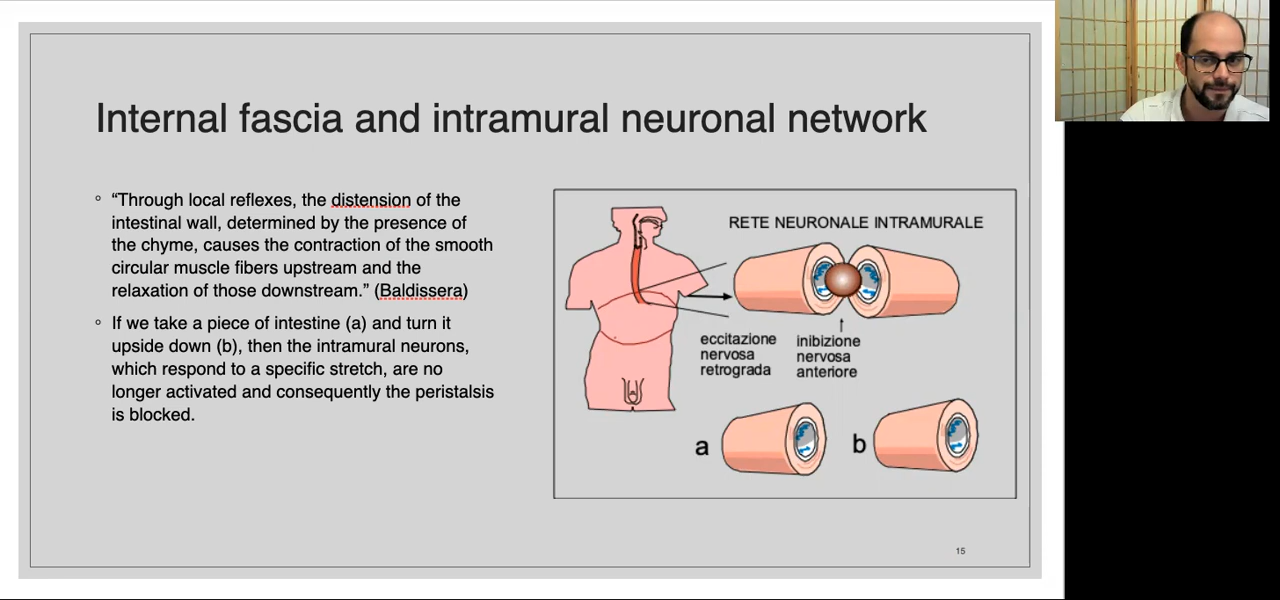 Internal fascia and intramural neuronal network
◦ “Through local reflexes, the distension of the
intestinal wall, determined by the presence of
the chyme, causes the contraction of the smooth
circular muscle fibers upstream and the
relaxation of those downstream.” (Baldissera)
◦ If we take a piece of intestine (a) and turn it
upside down (b), then the intramural neurons,
which respond to a specific stretch, are no
longer activated and consequently the peristalsis
is blocked.
RETE NEURONALE INTRAMURALE
eccitazione
nervosa
retrograda
inibizione
nervosa
anteriore
a
b
15